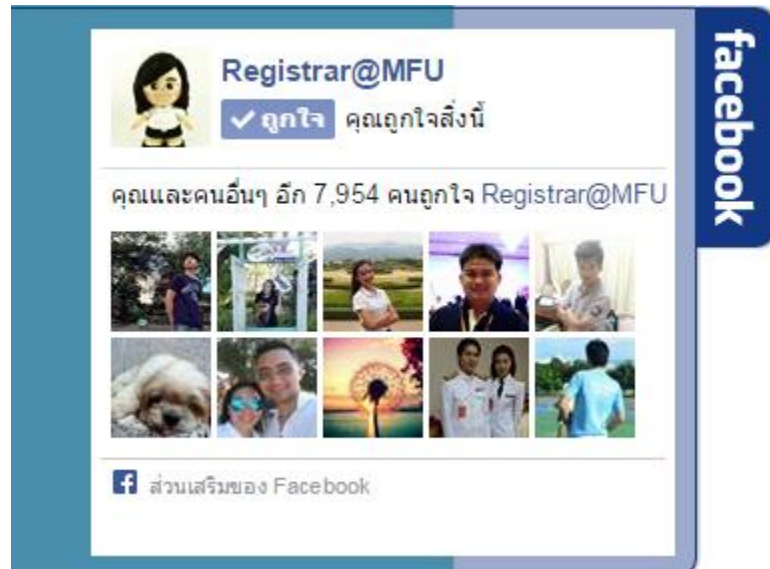 Registrar@MFU
ถูกใจ คุณถูกใจสิ่งนี้
คุณและคนอื่นๆ อีก 7,954 คนถูกใจ Registrar@MFU
ส่วนเสริมของ Facebook
facebook